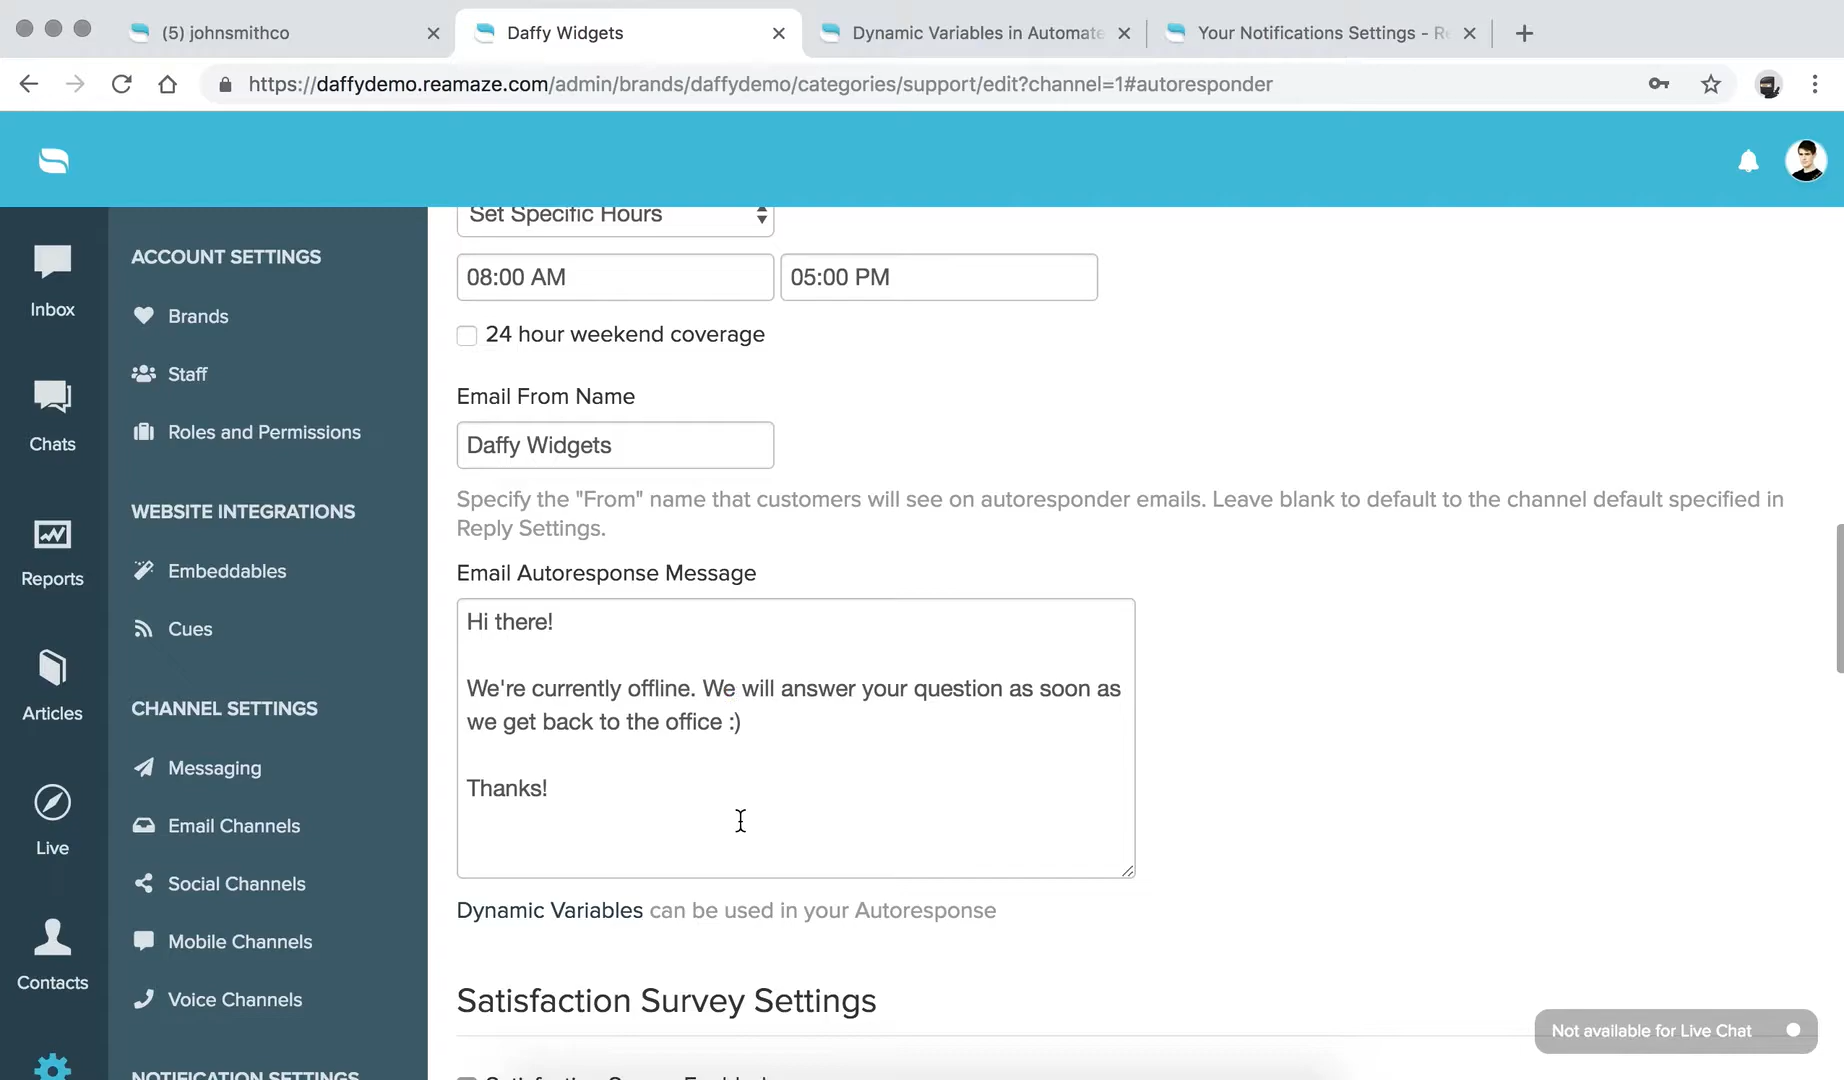 (5) johnsmithco
Daffy Widgets
Dynamic Variables in Automate
Your Notifications Settings - Re
https://daffydemo.reamaze.com/admin/brands/daffydemo/categories/support/edit?channel=1#autoresponder
Inbox
Chats
Reports
Articles
Live
Contacts
ACCOUNT SETTINGS
Brands
Staff
Roles and Permissions
WEBSITE INTEGRATIONS
Embeddables
Cues
CHANNEL SETTINGS
Messaging
Email Channels
Social Channels
Mobile Channels
Voice Channels
NOTIFICATION SETTINGS
Set Specific Hours
08:00 AM
05:00 PM
24 hour weekend coverage
Email From Name
Daffy Widgets
Specify the "From" name that customers will see on autoresponder emails. Leave blank to default to the channel default specified in
Reply Settings.
Email Autoresponse Message
Hi there!
We're currently offline. We will answer your question as soon as
we get back to the office :)
Thanks!
Dynamic Variables can be used in your Autoresponse
Satisfaction Survey Settings
Not available for Live Chat